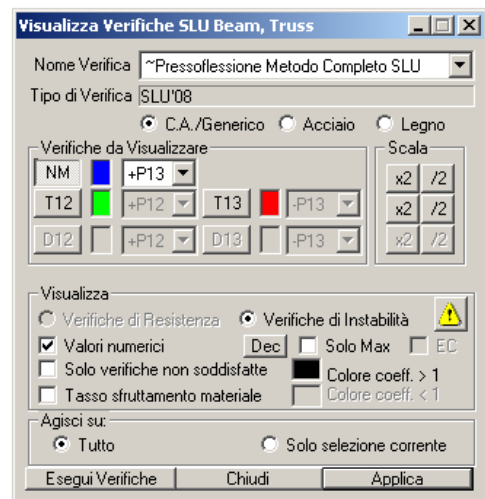 Visualizza Verifiche SLU Beam, Truss
Nome Verifica ~Pressoflessione Metodo Completo SLU
Tipo di Verifica SLU'08
C.A./Generico Acciaio Legno
Verifiche da Visualizzare Scala
NM +P13 x2 /2
T12 +P12 T13 -P13 x2 /2
D12 +P12 D13 -P13 x2 /2
Visualizza
Verifiche di Resistenza Verifiche di Instabilità
Valori numerici Dec Solo Max EC
Solo verifiche non soddisfatte Colore coeff. > 1
Tasso sfruttamento materiale Colore coeff. < 1
Agisci su:
Tutto Solo selezione corrente
Esegui Verifiche Chiudi Applica